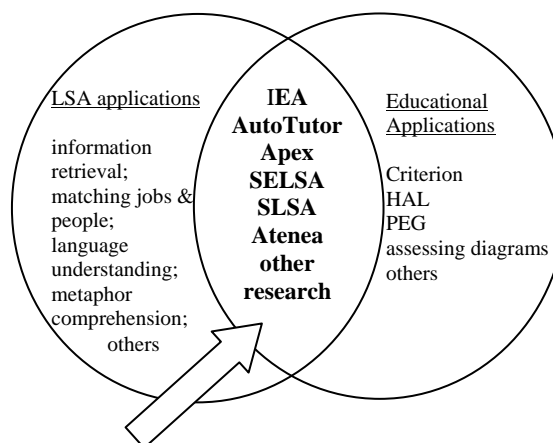 LSA applications
information
retrieval;
matching jobs &
people;
language
understanding;
metaphor
comprehension;
others
IEA
AutoTutor
Apex
SELSA
SLSA
Atenea
other
research
Educational
Applications
Criterion
HAL
PEG
assessing diagrams
others